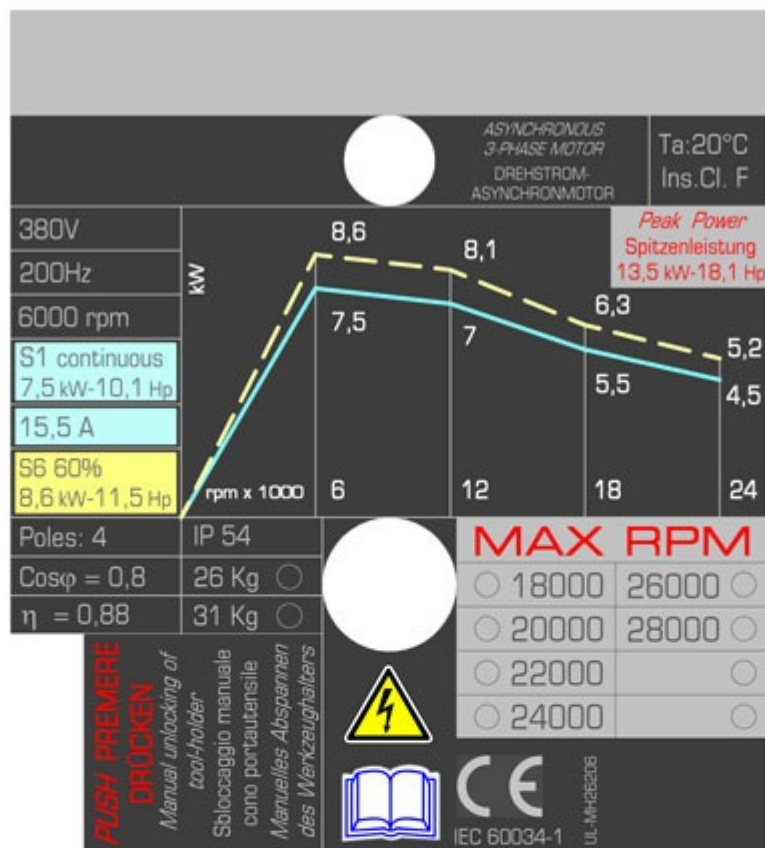 ASYNCHRONOUS
3-PHASE MOTOR
DREHSTROM-
ASYNCHRONMOTOR
Ta:20°C
Ins.Cl. F
380V
200Hz
6000 rpm
S1 continuous
7,5 kW-10,1 Hp
15,5 A
S6 60%
8,6 kW-11,5 Hp
kW
8,6
8,1
6,3
5,2
7,5
7
5,5
4,5
rpm x 1000
6
12
18
24
Peak Power
Spitzenleistung
13,5 kW-18,1 Hp
Poles: 4
IP 54
Cosφ = 0,8
26 Kg
η = 0,88
31 Kg
MAX RPM
18000 26000
20000 28000
22000
24000
PUSH PREMERE
DRÜCKEN
Manual unlocking of
tool-holder
Sbloccaggio manuale
cono portautensile
Manuelles Abspannen
des Werkzeughalters
CE
IEC 60034-1
UL-MH26206